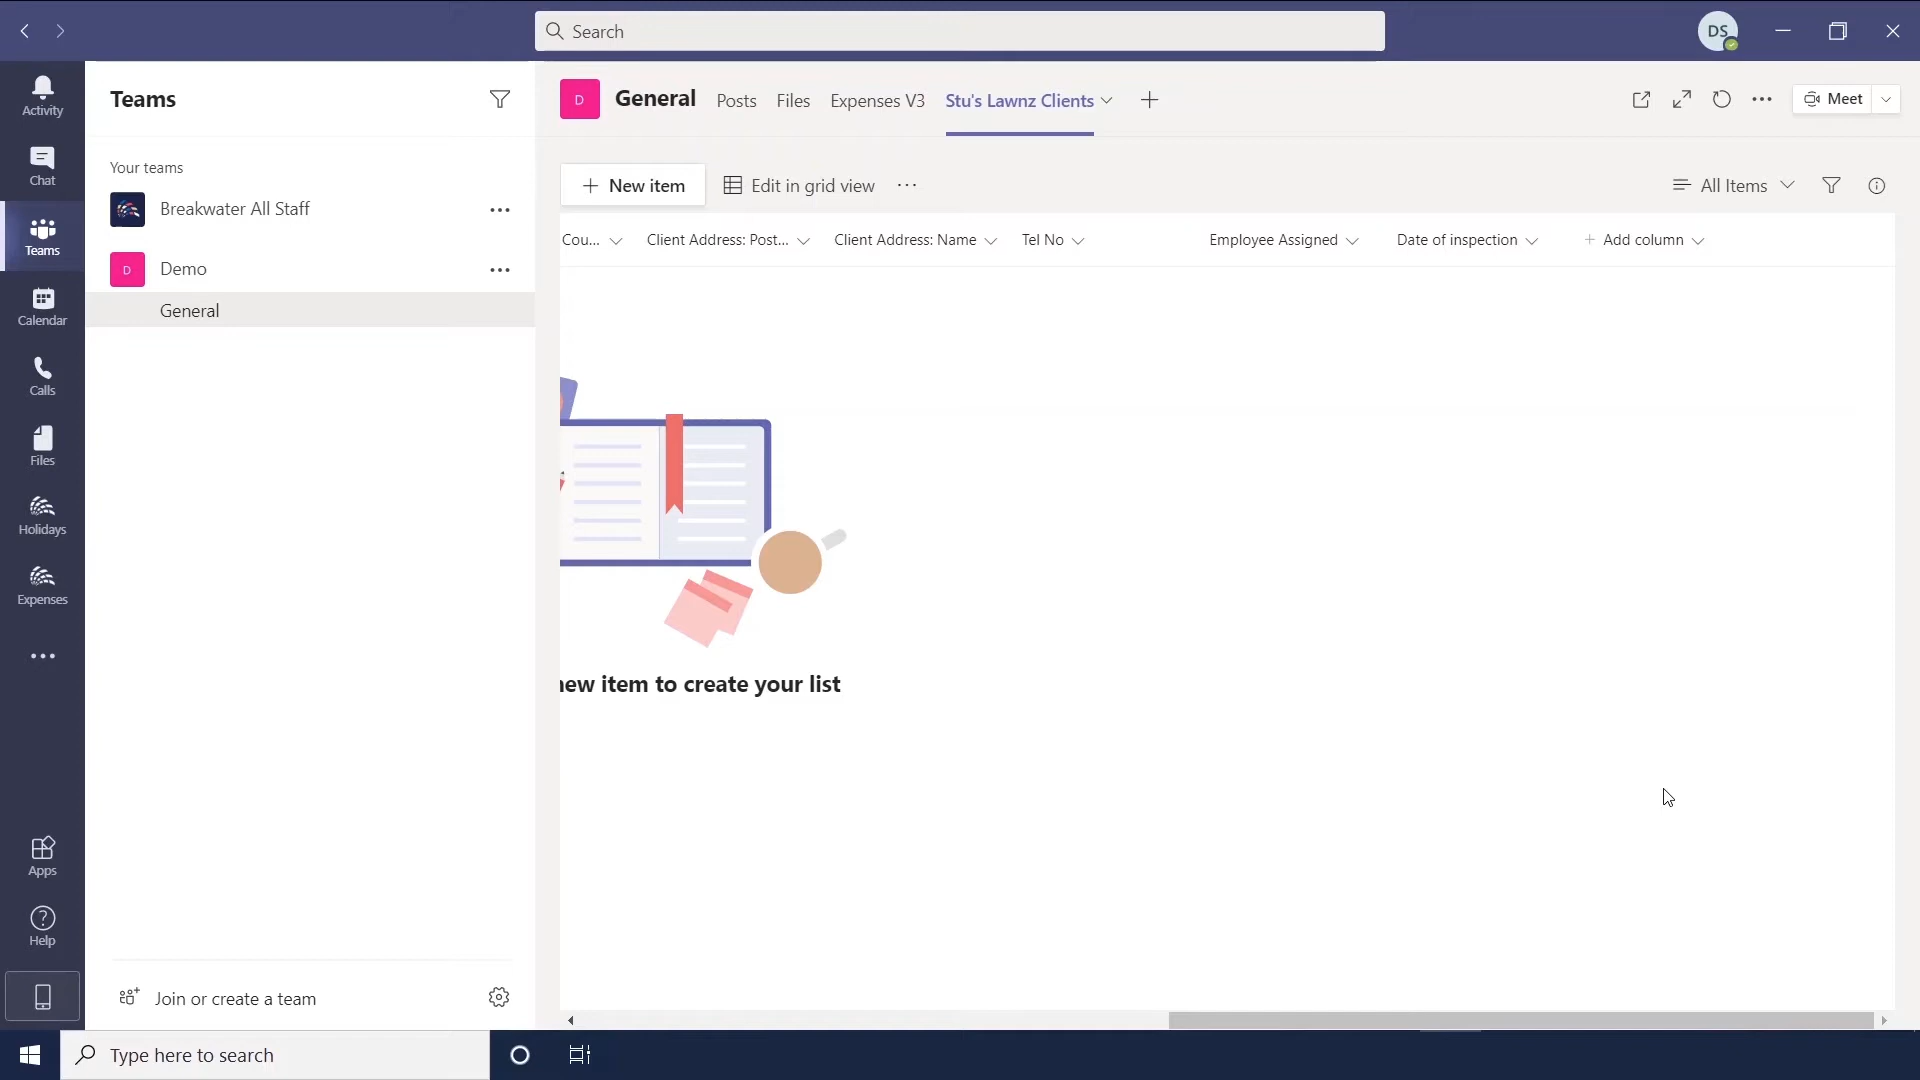 Search
DS
Activity
Chat
Teams
Calendar
Calls
Files
Holidays
Expenses
Apps
Help
Teams
Your teams
Breakwater All Staff
D Demo
General
Join or create a team
D General Posts Files Expenses V3 Stu's Lawnz Clients
Meet
New item Edit in grid view
All Items
Cou... Client Address: Post... Client Address: Name Tel No Employee Assigned Date of inspection Add column
new item to create your list
Type here to search